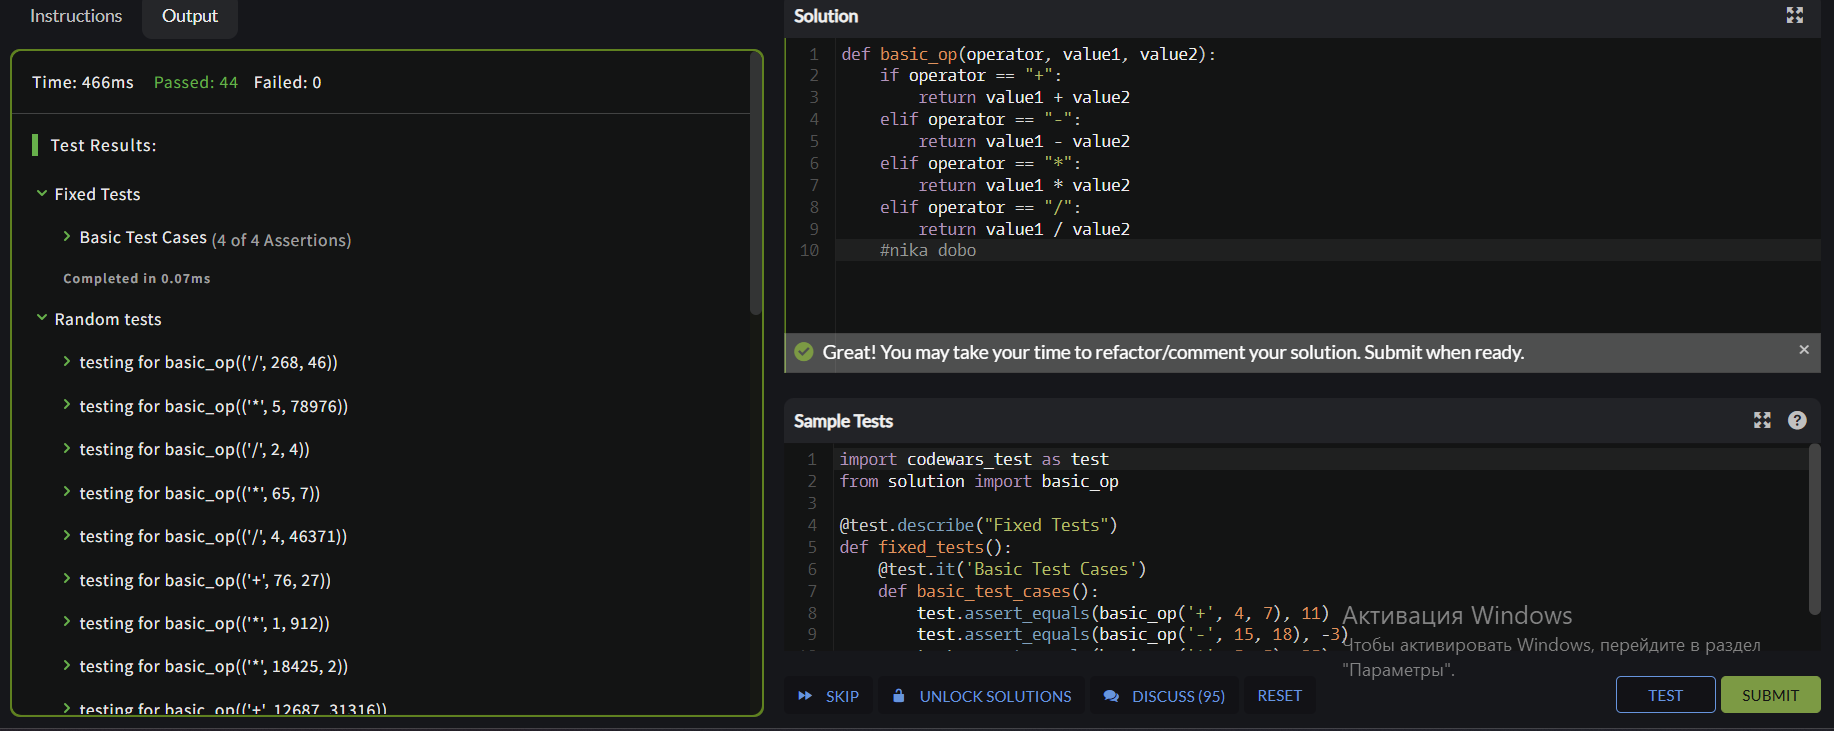 Instructions
Output
Time: 466ms Passed: 44 Failed: 0
Test Results:
Fixed Tests
Basic Test Cases (4 of 4 Assertions)
Completed in 0.07ms
Random tests
testing for basic_op(('/', 268, 46))
testing for basic_op(('*', 5, 78976))
testing for basic_op(('/', 2, 4))
testing for basic_op(('*', 65, 7))
testing for basic_op(('/', 4, 46371))
testing for basic_op(('+', 76, 27))
testing for basic_op(('*', 1, 912))
testing for basic_op(('*', 18425, 2))
testing for basic_op(('+', 12687, 31316))
Solution
1 def basic_op(operator, value1, value2):
2 if operator == "+":
3 return value1 + value2
4 elif operator == "-":
5 return value1 - value2
6 elif operator == "*":
7 return value1 * value2
8 elif operator == "/":
9 return value1 / value2
10 #nika dobo
Great! You may take your time to refactor/comment your solution. Submit when ready.
Sample Tests
1 import codewars_test as test
2 from solution import basic_op
3
4 @test.describe("Fixed Tests")
5 def fixed_tests():
6 @test.it('Basic Test Cases')
7 def basic_test_cases():
8 test.assert_equals(basic_op('+', 4, 7), 11)
9 test.assert_equals(basic_op('-', 15, 18), -3)
Активация Windows
Чтобы активировать Windows, перейдите в раздел
"Параметры".
SKIP
UNLOCK SOLUTIONS
DISCUSS (95)
RESET
TEST
SUBMIT